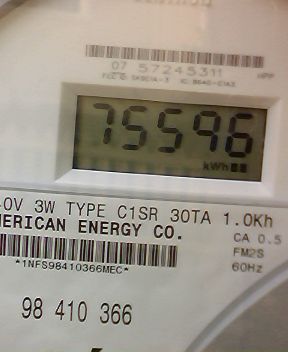 07 57245311
75596
kWh
0V 3W TYPE C1SR 30TA 1.0Kh
MERICAN ENERGY CO.
CA 0.5
*1NFS98410366MEC*
FM2S
60Hz
98 410 366